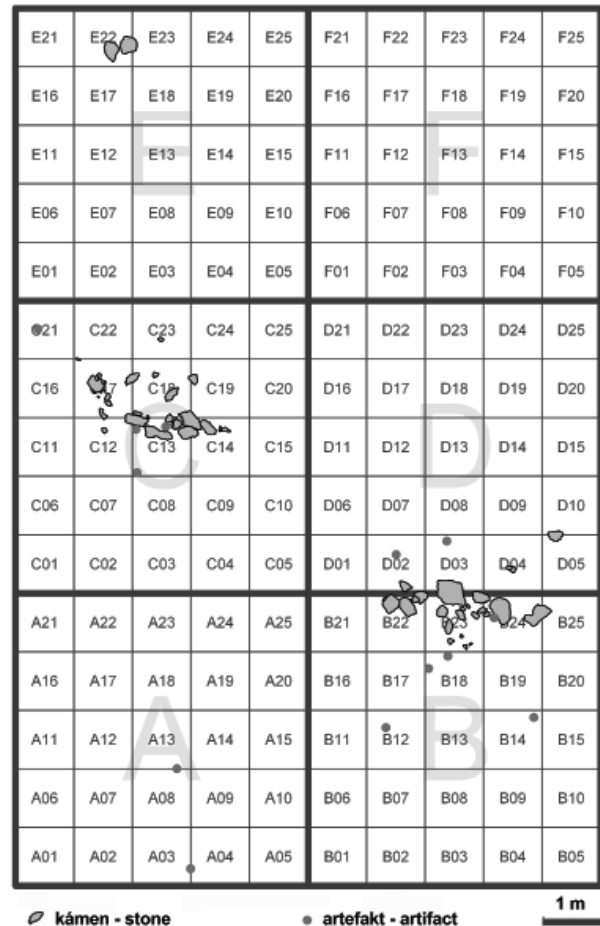 E21 E22 E23 E24 E25 F21 F22 F23 F24 F25
E16 E17 E18 E19 E20 F16 F17 F18 F19 F20
E F
E11 E12 E13 E14 E15 F11 F12 F13 F14 F15
E06 E07 E08 E09 E10 F06 F07 F08 F09 F10
E01 E02 E03 E04 E05 F01 F02 F03 F04 F05
21 C22 C23 C24 C25 D21 D22 D23 D24 D25
C16 7 C18 C19 C20 D16 D17 D18 D19 D20
C D
C11 C12 C13 C14 C15 D11 D12 D13 D14 D15
C06 C07 C08 C09 C10 D06 D07 D08 D09 D10
C01 C02 C03 C04 C05 D01 D02 D03 D04 D05
A21 A22 A23 A24 A25 B21 B22 B23 B24 B25
A16 A17 A18 A19 A20 B16 B17 B18 B19 B20
A B
A11 A12 A13 A14 A15 B11 B12 B13 B14 B15
A06 A07 A08 A09 A10 B06 B07 B08 B09 B10
A01 A02 A03 A04 A05 B01 B02 B03 B04 B05
kámen - stone artefakt - artifact 1 m